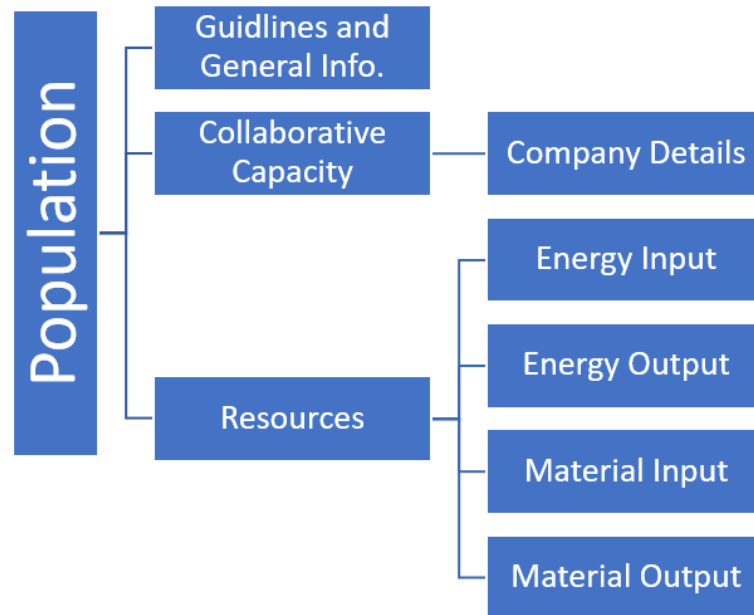 Population
Guidlines and
General Info.
Collaborative
Capacity
Company Details
Resources
Energy Input
Energy Output
Material Input
Material Output